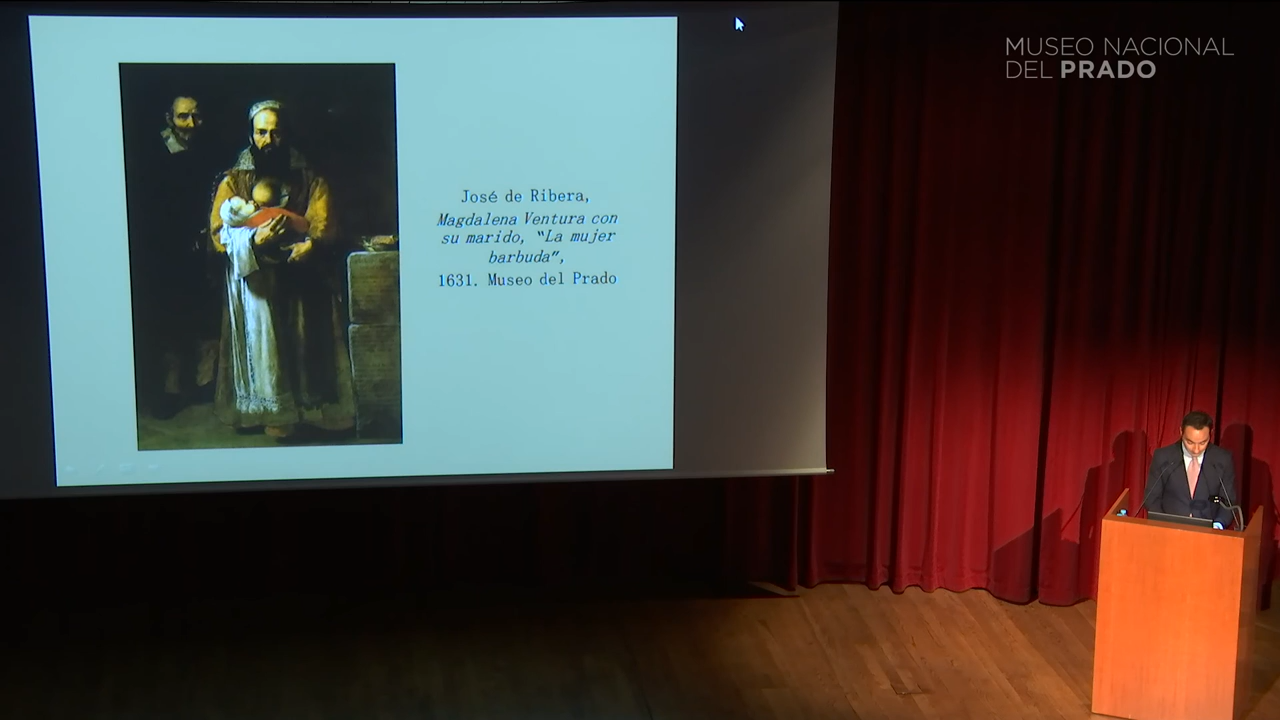 MUSEO NACIONAL
DEL PRADO
José de Ribera,
Magdalena Ventura con
su marido, “La mujer
barbuda”,
1631. Museo del Prado